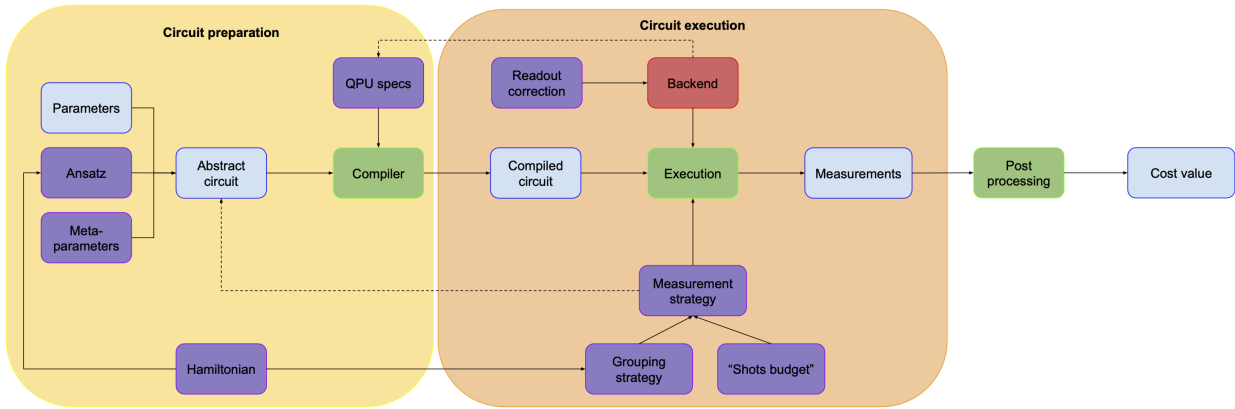 Circuit preparation
Circuit execution
QPU specs
Readout
correction
Backend
Parameters
Ansatz
Abstract
circuit
Compiler
Compiled
circuit
Execution
Measurements
Post
processing
Cost value
Meta-
parameters
Measurement
strategy
Hamiltonian
Grouping
strategy
“Shots budget”